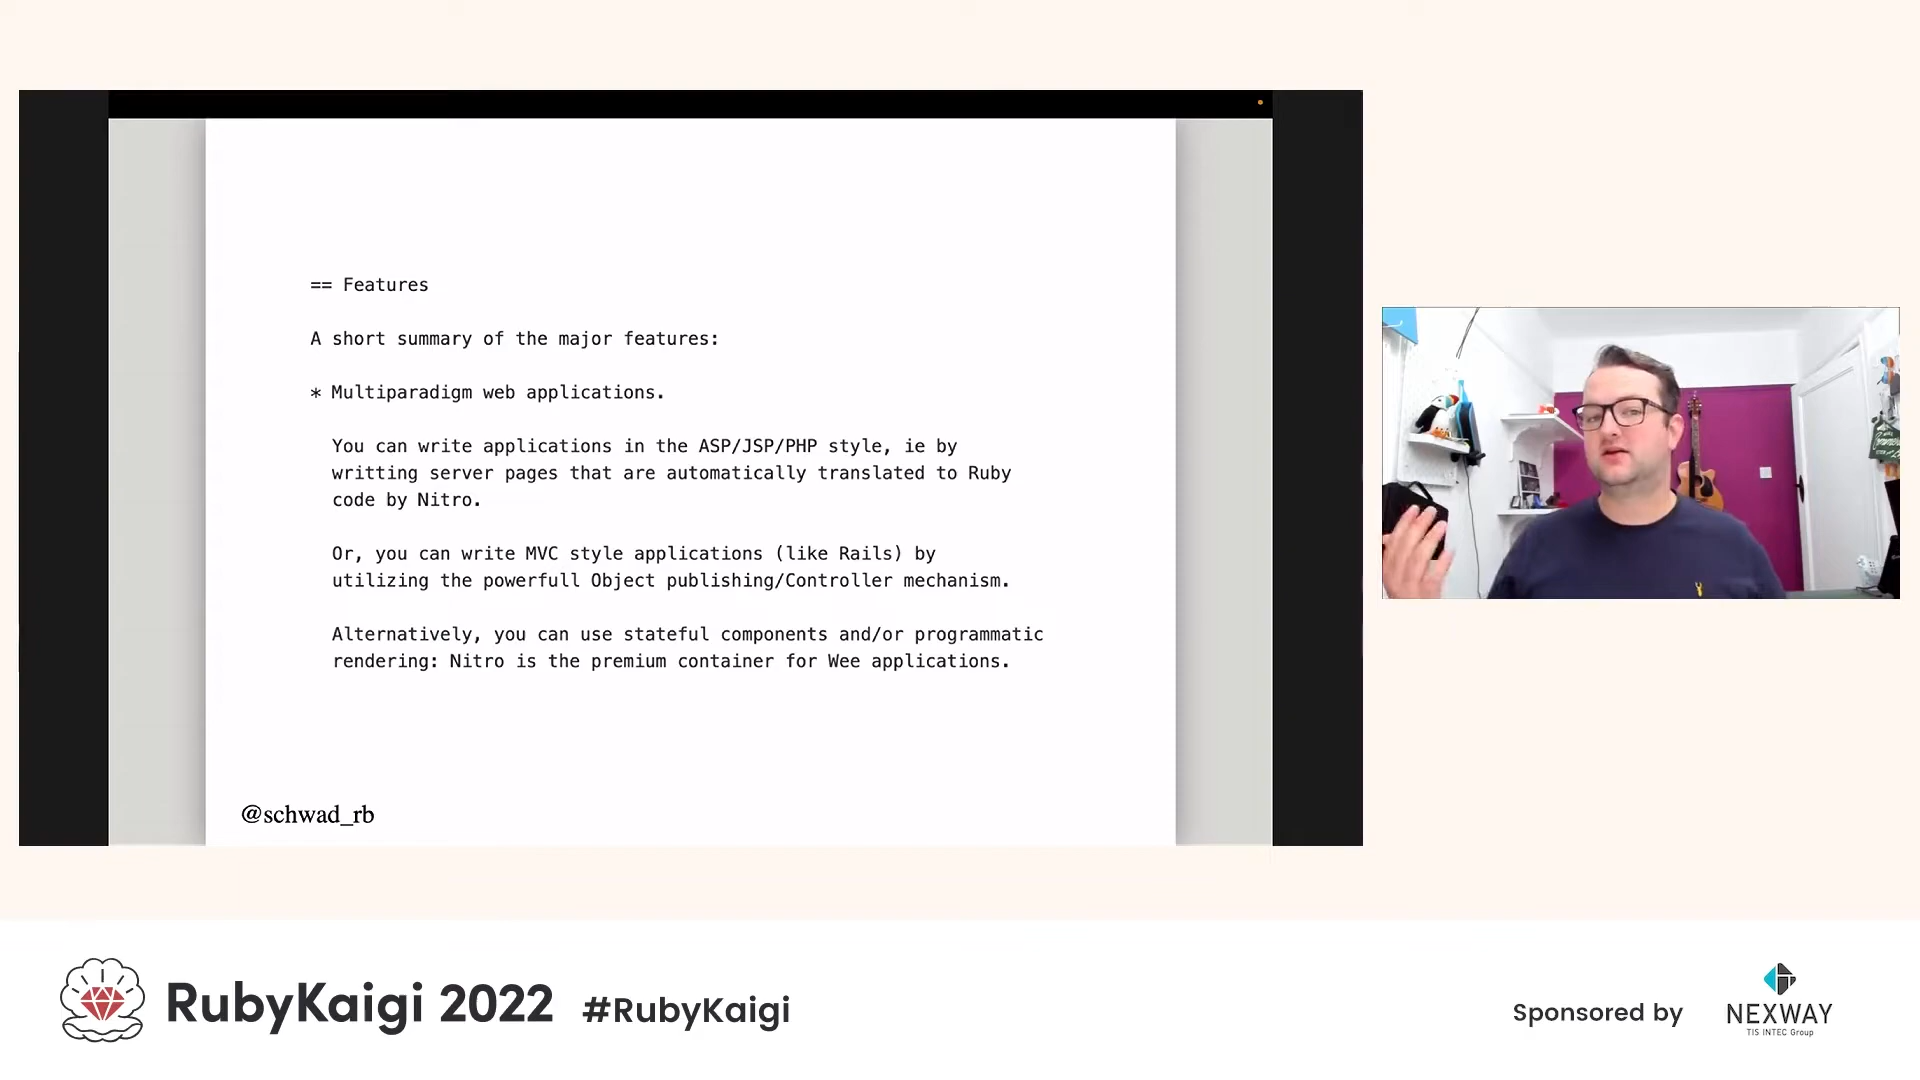 == Features
A short summary of the major features:
* Multiparadigm web applications.
You can write applications in the ASP/JSP/PHP style, ie by
writting server pages that are automatically translated to Ruby
code by Nitro.
Or, you can write MVC style applications (like Rails) by
utilizing the powerfull Object publishing/Controller mechanism.
Alternatively, you can use stateful components and/or programmatic
rendering: Nitro is the premium container for Wee applications.
@schwad_rb
RubyKaigi 2022 #RubyKaigi
Sponsored by
NEXWAY
TIS INTEC Group